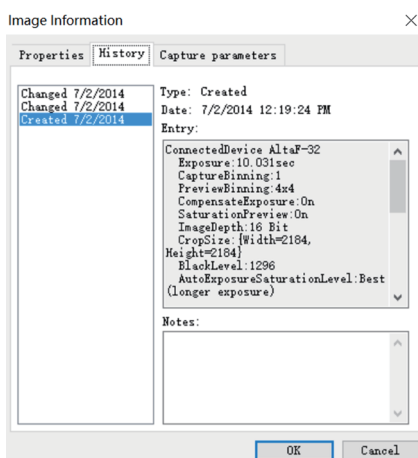 Image Information
Properties History Capture parameters
Changed 7/2/2014
Changed 7/2/2014
Created 7/2/2014
Type: Created
Date: 7/2/2014 12:19:24 PM
Entry:
ConnectedDevice AltaF-32
Exposure:10.031sec
CaptureBinning:1
PreviewBinning:4x4
CompensateExposure:On
SaturationPreview:On
ImageDepth:16 Bit
CropSize:{Width=2184,
Height=2184}
BlackLevel:1296
AutoExposureSaturationLevel:Best
(longer exposure)
Notes:
OK Cancel